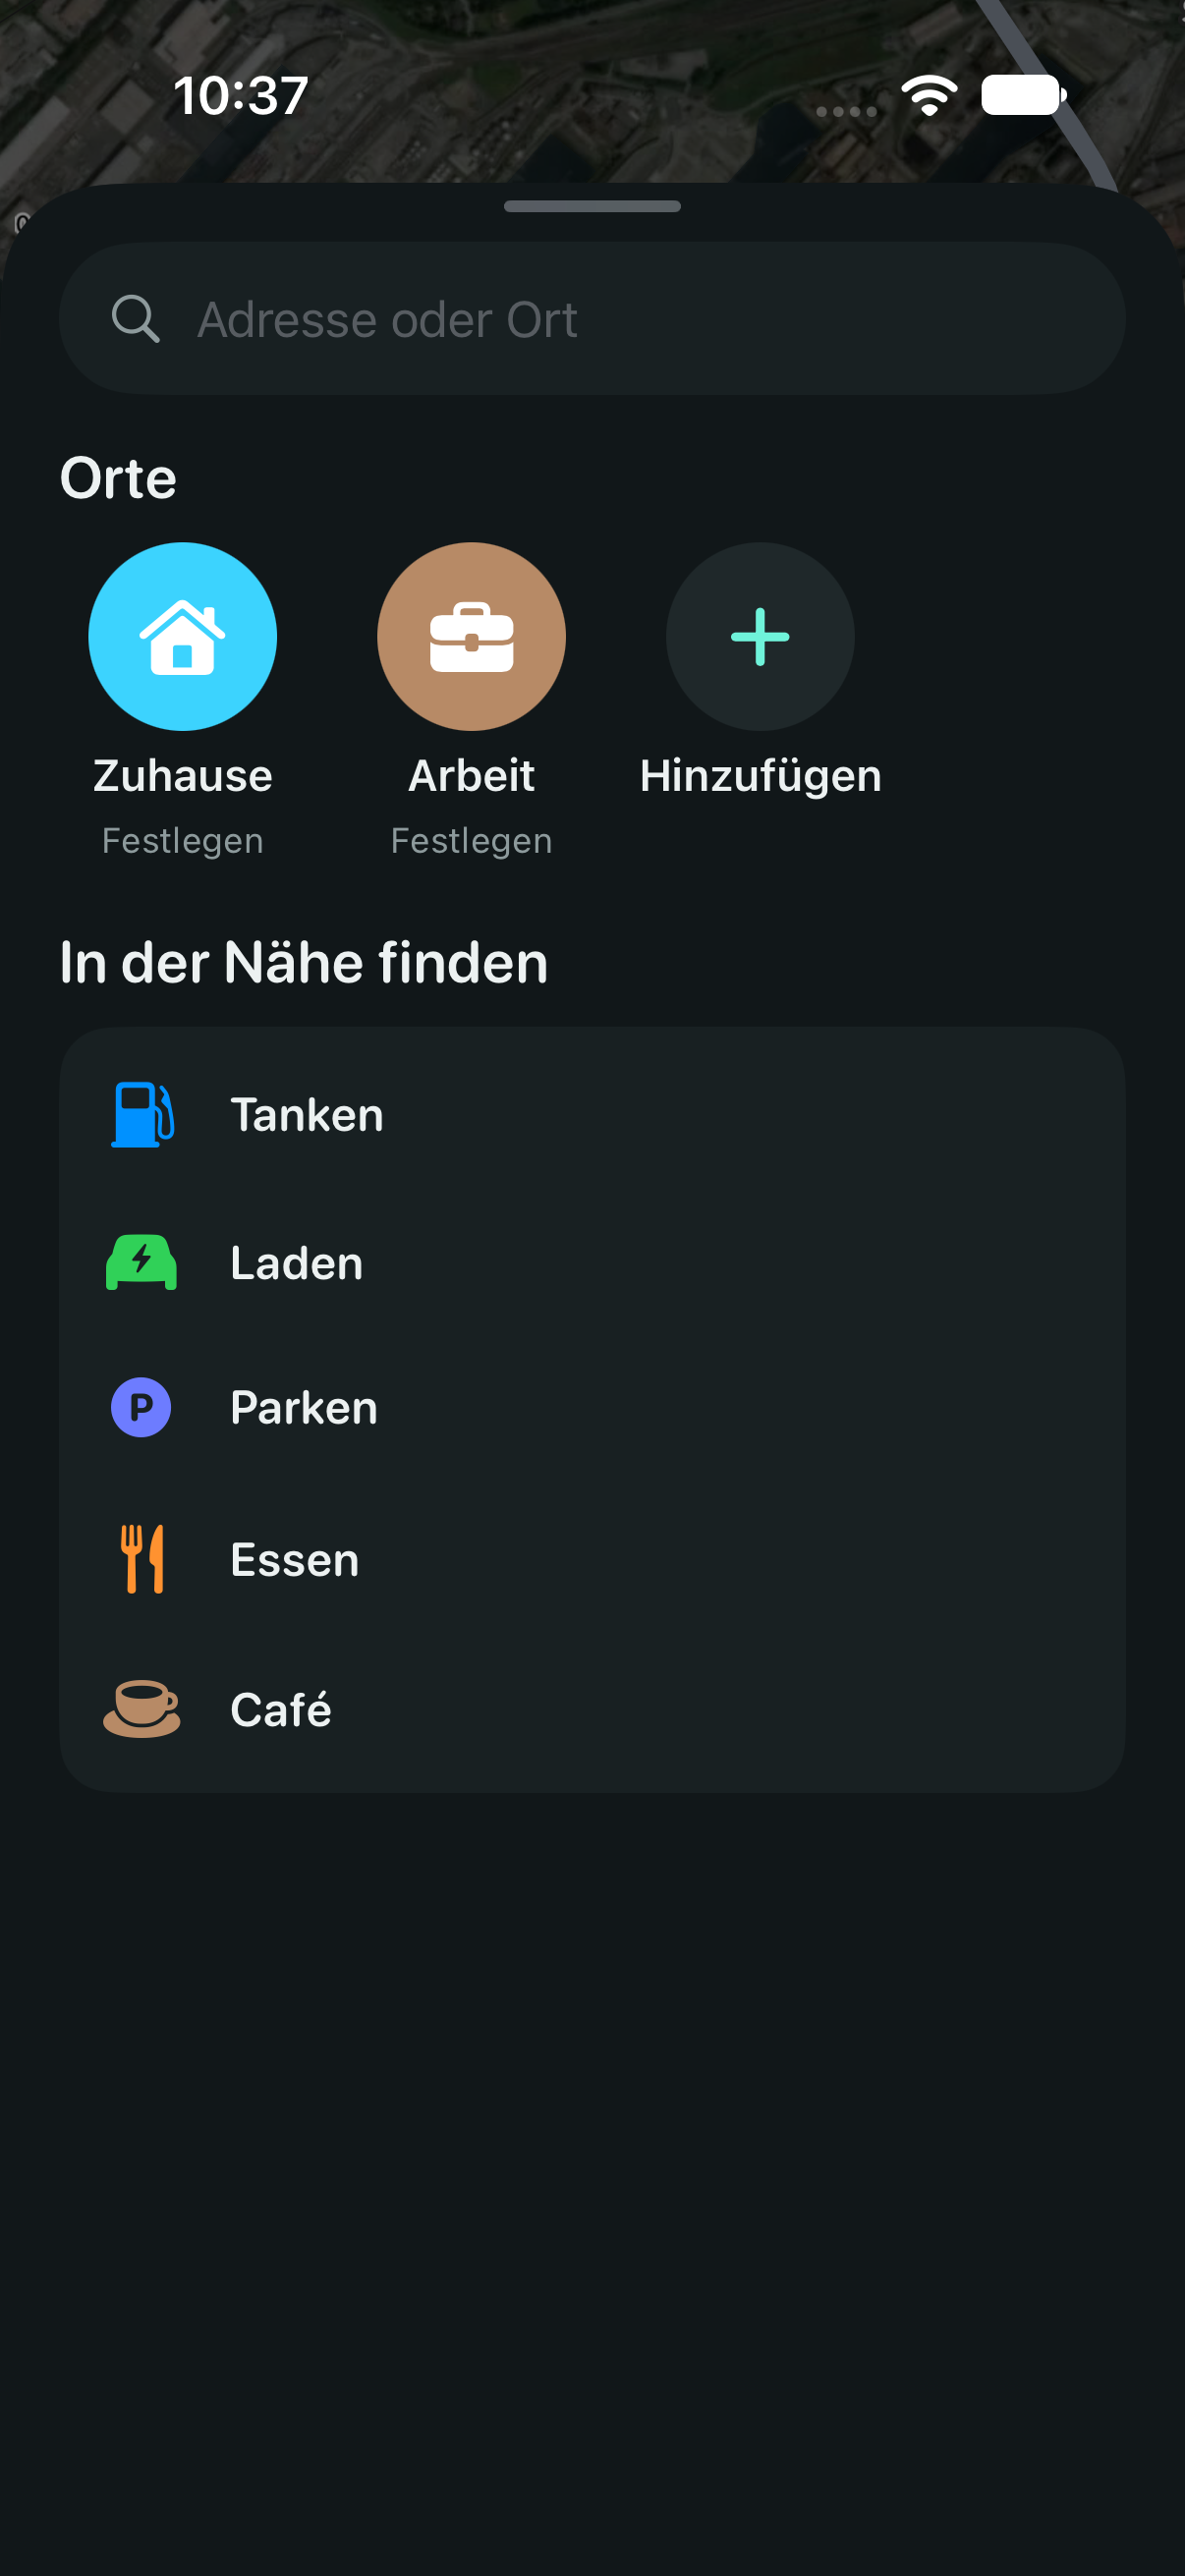 10:37
Adresse oder Ort
Orte
Zuhause
Arbeit
Hinzufügen
Festlegen
Festlegen
In der Nähe finden
Tanken
Laden
P
Parken
Essen
Café